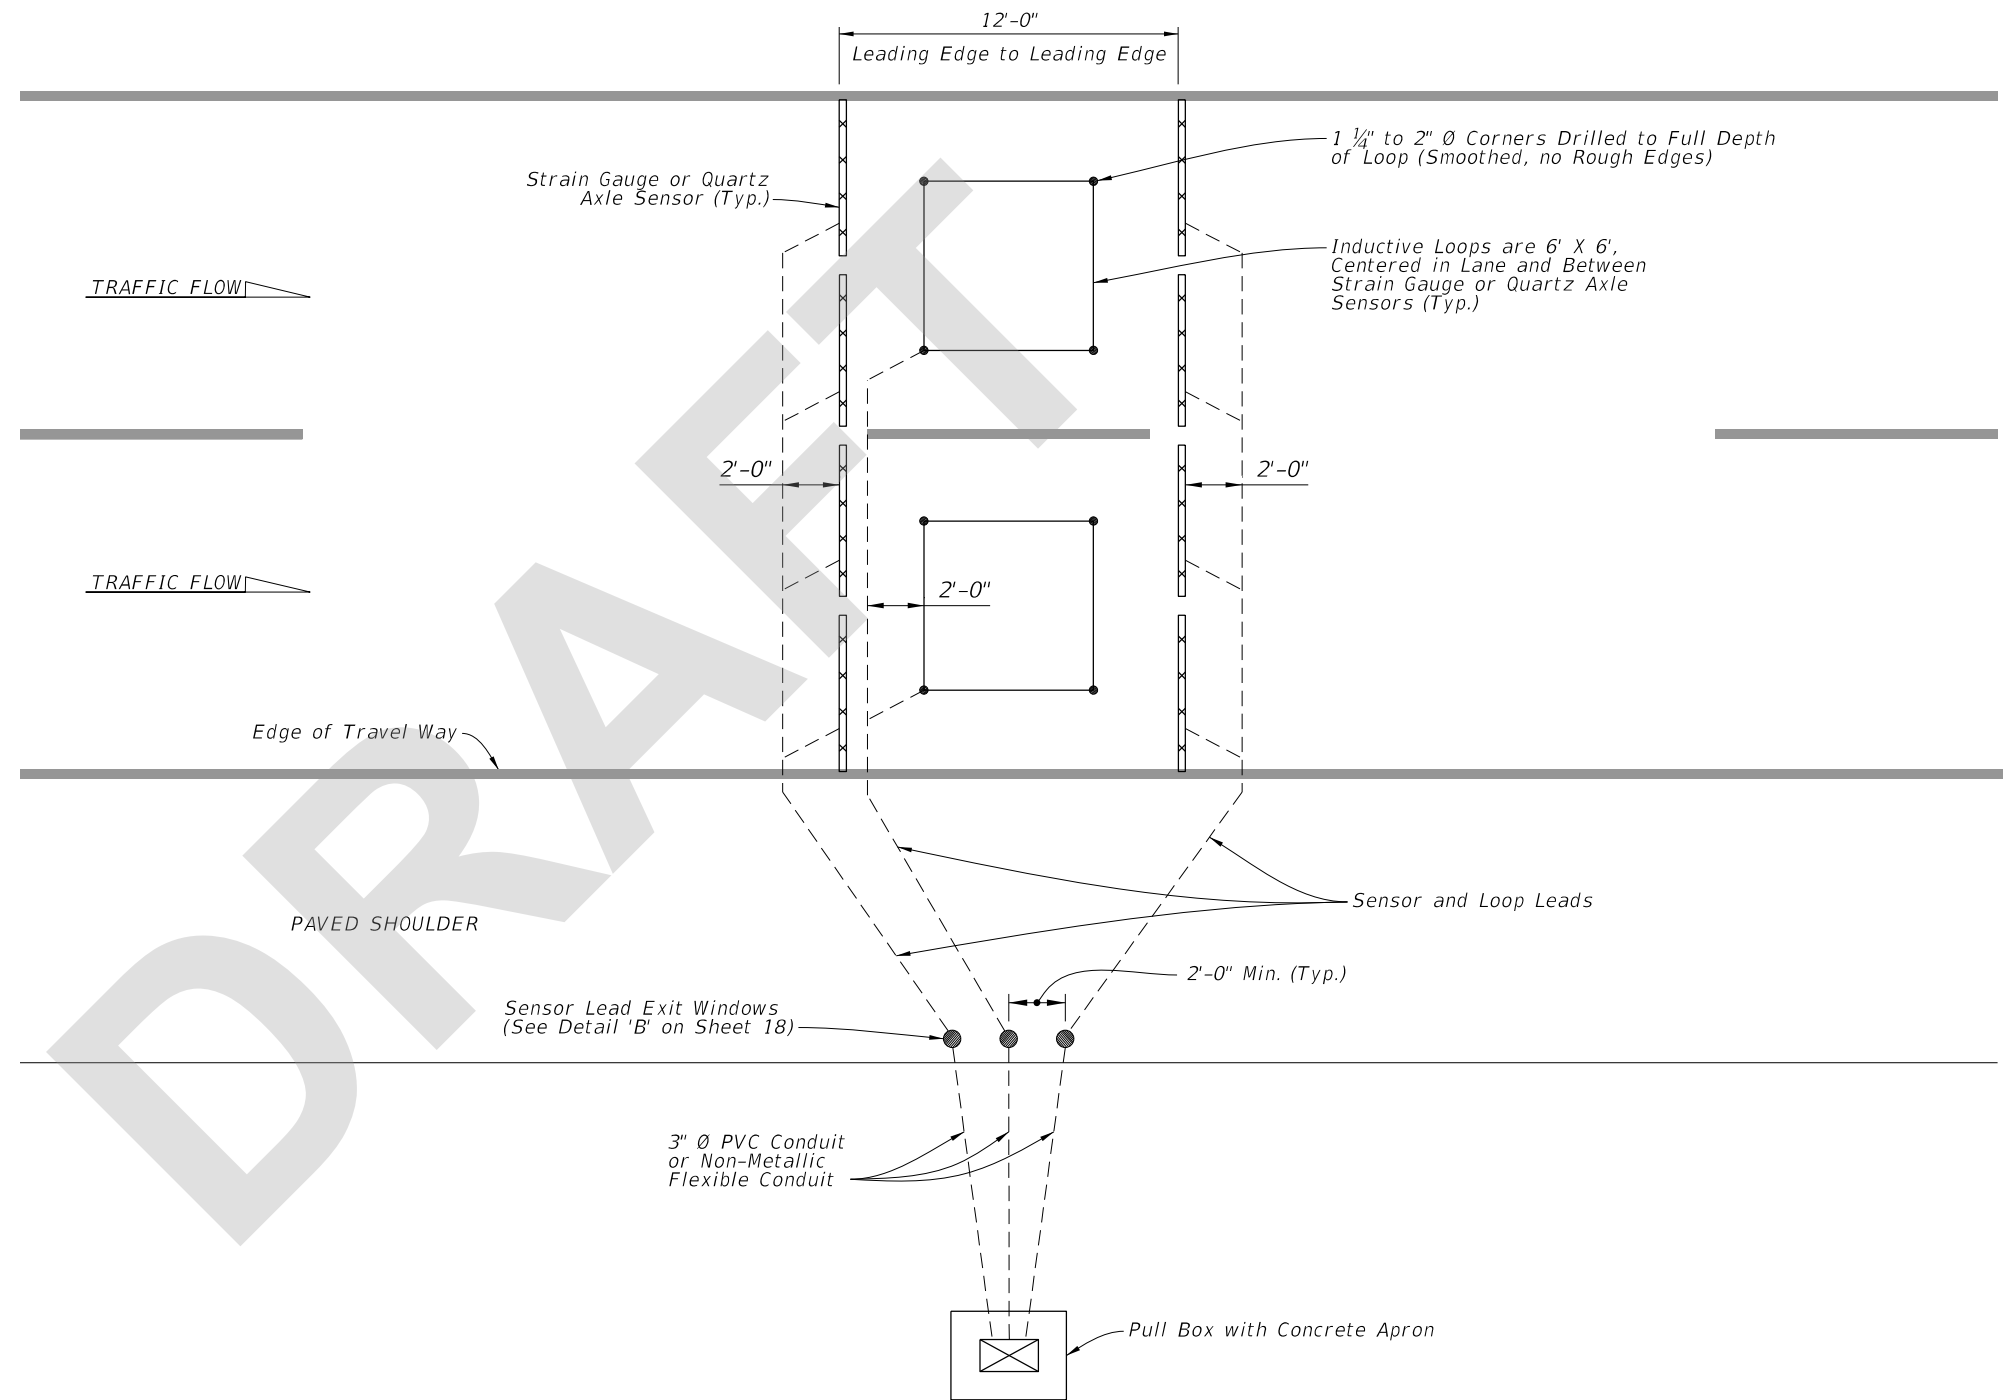 12'-0"
Leading Edge to Leading Edge
1 ¼" to 2" Ø Corners Drilled to Full Depth
of Loop (Smoothed, no Rough Edges)
Strain Gauge or Quartz
Axle Sensor (Typ.)
Inductive Loops are 6' X 6',
Centered in Lane and Between
Strain Gauge or Quartz Axle
Sensors (Typ.)
TRAFFIC FLOW
2'-0"
2'-0"
TRAFFIC FLOW
2'-0"
Edge of Travel Way
DRAFT
Sensor and Loop Leads
PAVED SHOULDER
2'-0" Min. (Typ.)
Sensor Lead Exit Windows
(See Detail 'B' on Sheet 18)
3" Ø PVC Conduit
or Non-Metallic
Flexible Conduit
Pull Box with Concrete Apron